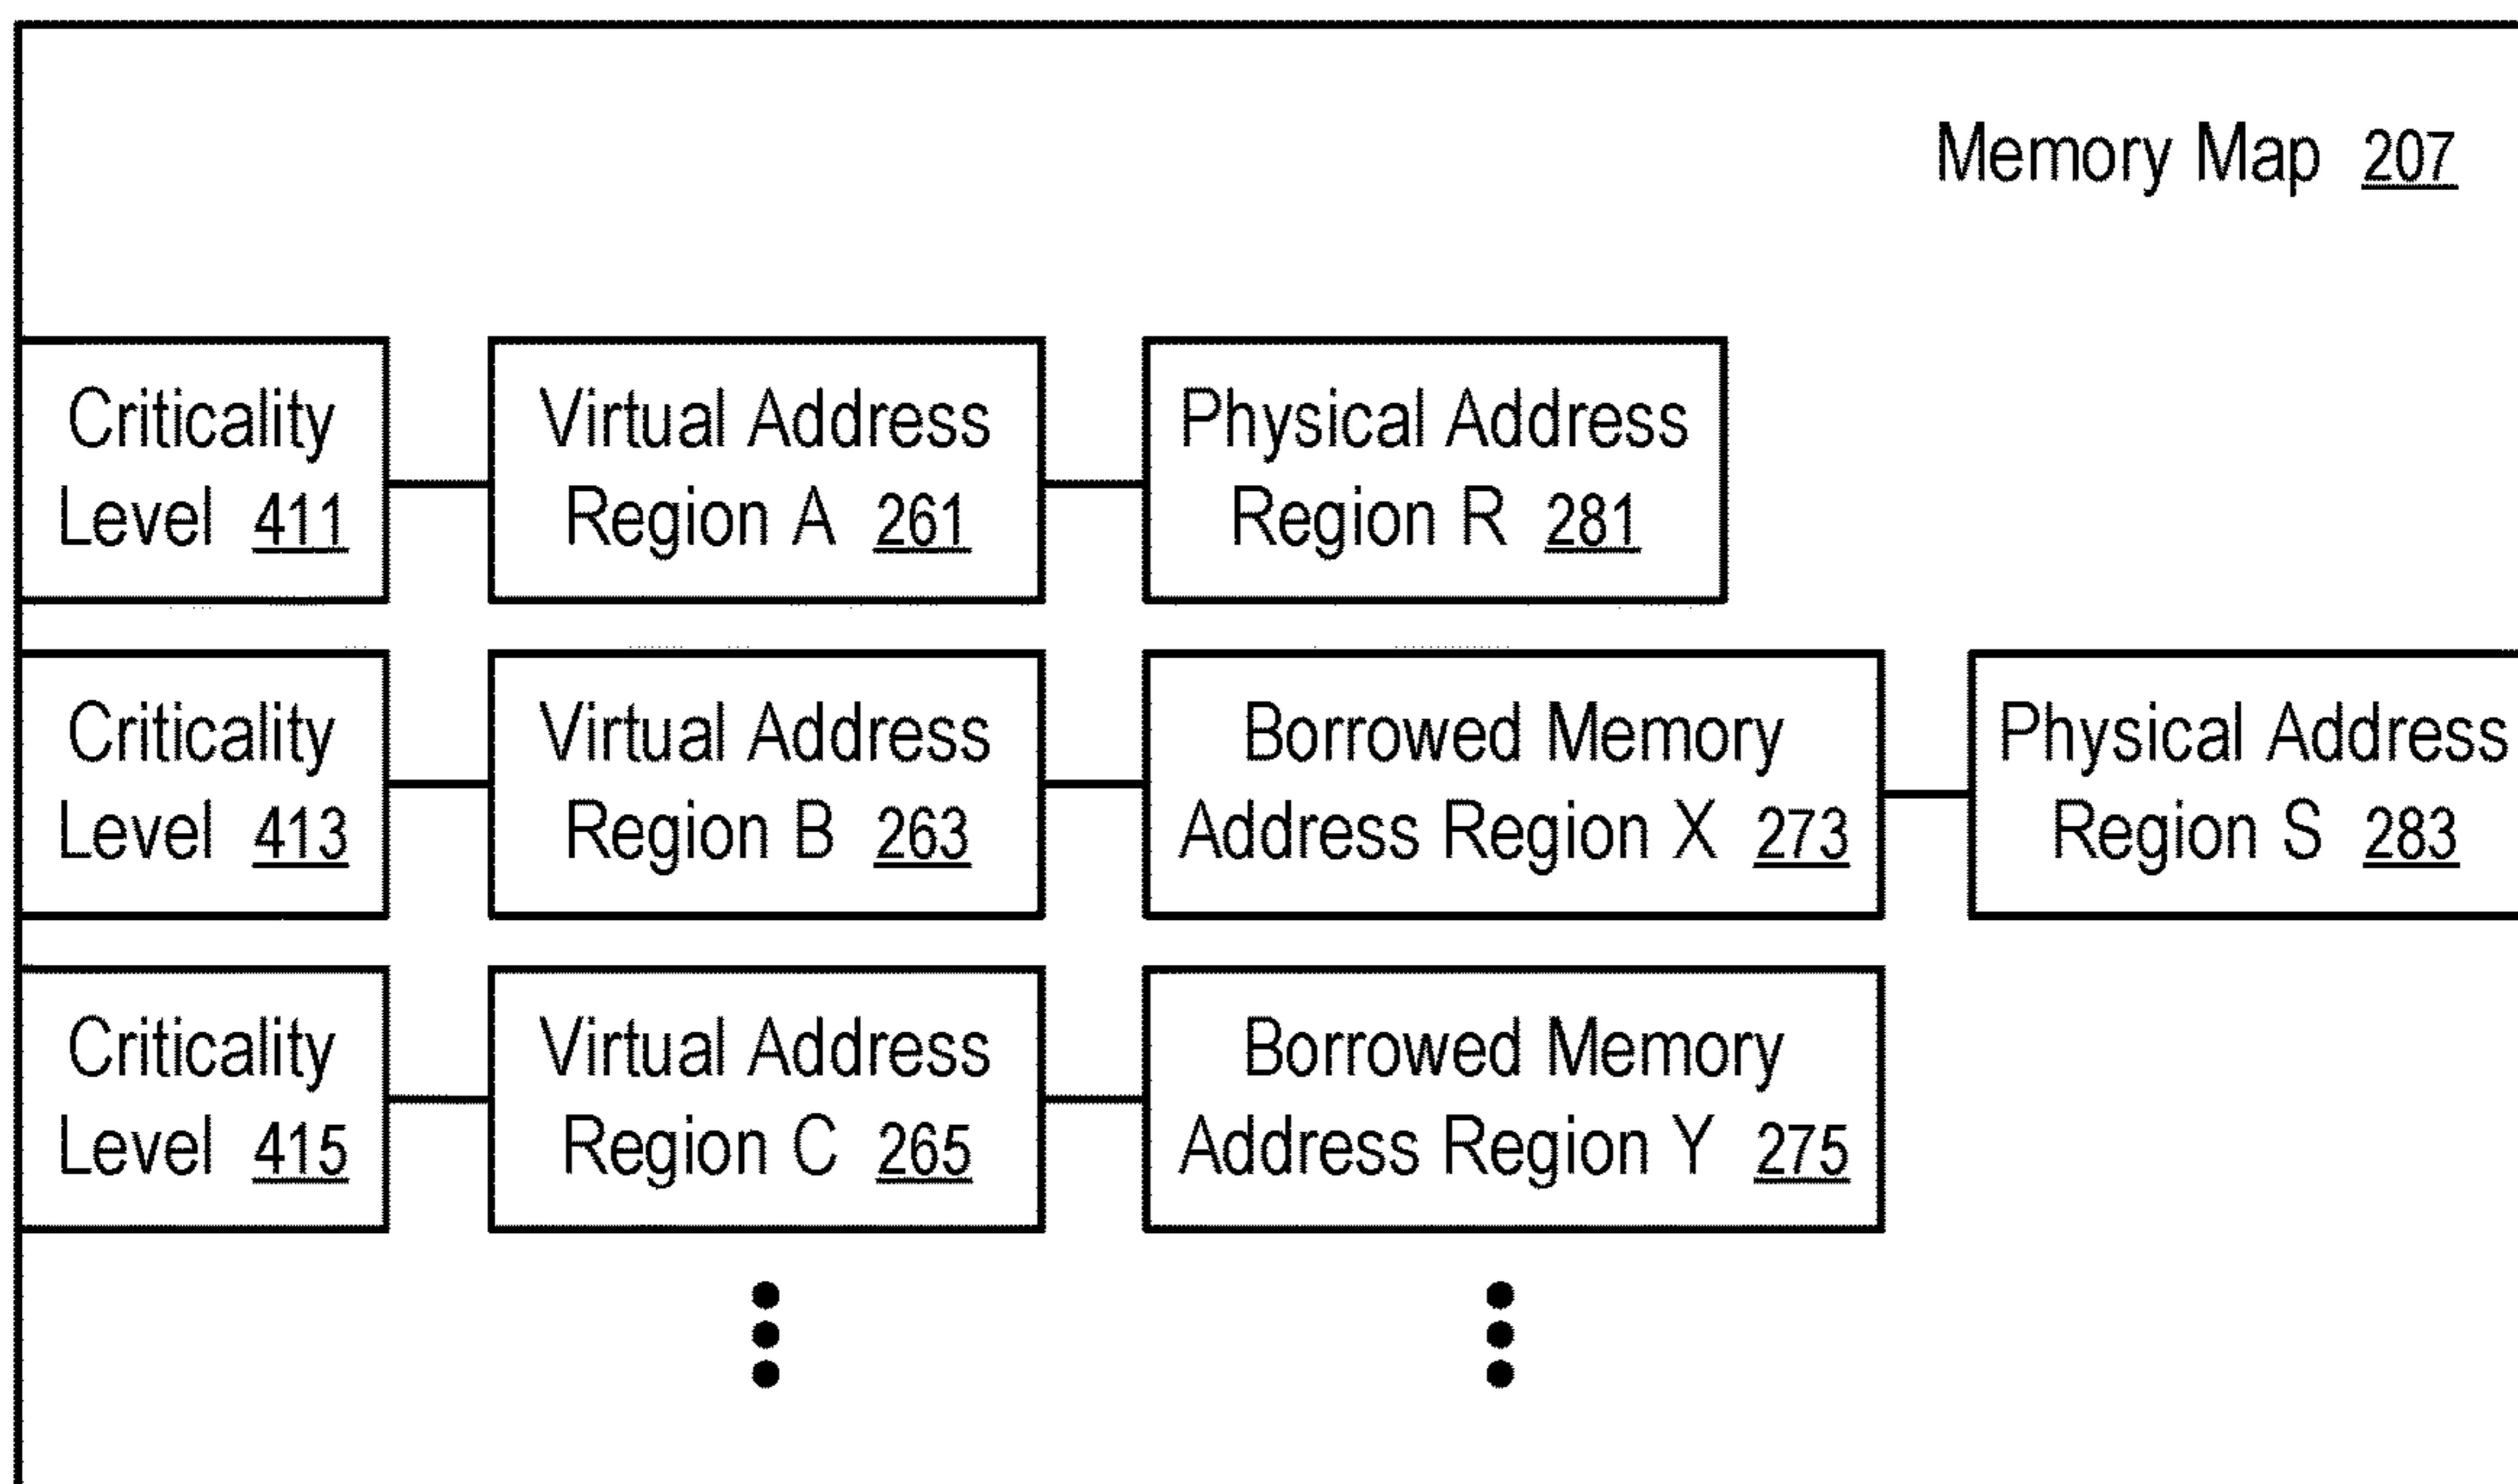 Memory Map 207
Criticality
Level 411
Virtual Address
Region A 261
Physical Address
Region R 281
Criticality
Level 413
Virtual Address
Region B 263
Borrowed Memory
Address Region X 273
Physical Address
Region S 283
Criticality
Level 415
Virtual Address
Region C 265
Borrowed Memory
Address Region Y 275